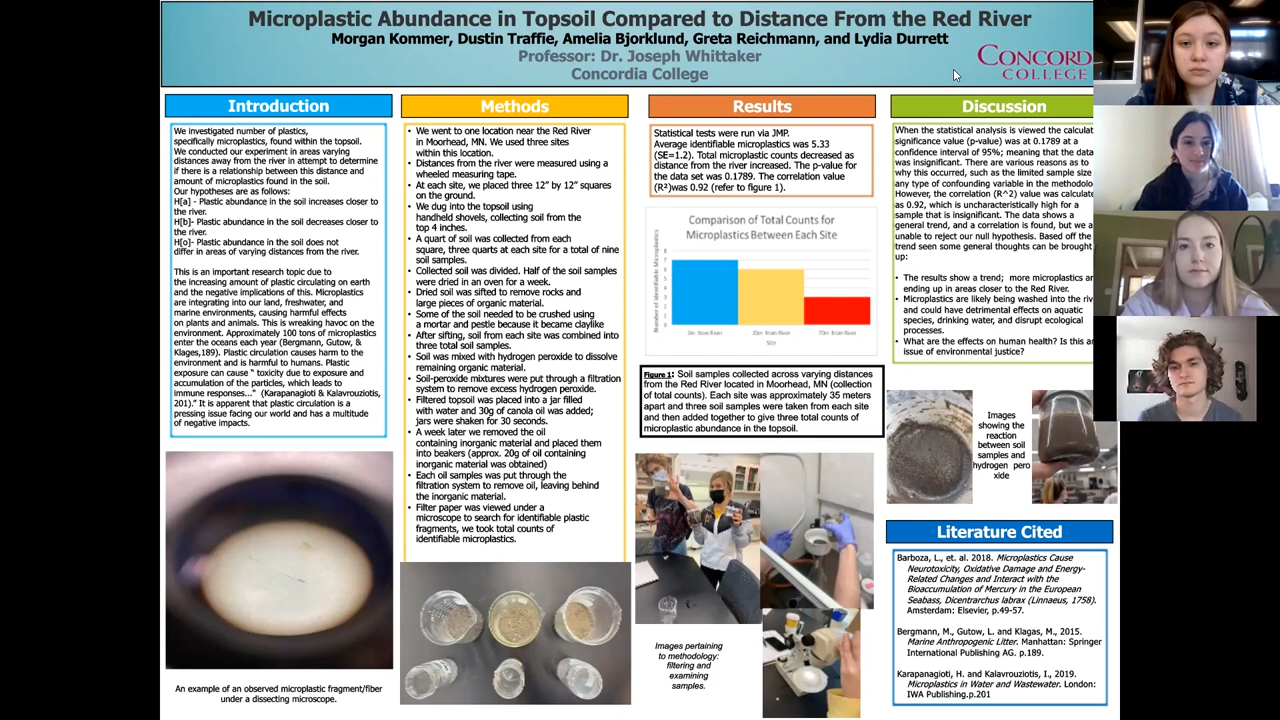 Microplastic Abundance in Topsoil Compared to Distance From the Red River
Morgan Kommer, Dustin Traffie, Amelia Bjorklund, Greta Reichmann, and Lydia Durrett
Professor: Dr. Joseph Whittaker
Concordia College
CONCORD
COLLEGE
Introduction
We investigated number of plastics,
specifically microplastics, found within the topsoil.
We conducted our experiment in areas varying
distances away from the river in attempt to determine
if there is a relationship between this distance and
amount of microplastics found in the soil.
Our hypotheses are as follows:
H[a] - Plastic abundance in the soil increases closer to
the river.
H[b]- Plastic abundance in the soil decreases closer to
the river.
H[o]- Plastic abundance in the soil does not
differ in areas of varying distances from the river.
This is an important research topic due to
the increasing amount of plastic circulating on earth
and the negative implications of this. Microplastics
are integrating into our land, freshwater, and
marine environments, causing harmful effects
on plants and animals. This is wreaking havoc on the
environment. Approximately 100 tons of microplastics
enter the oceans each year (Bergmann, Gutow, &
Klages,189). Plastic circulation causes harm to the
environment and is harmful to humans. Plastic
exposure can cause " toxicity due to exposure and
accumulation of the particles, which leads to
immune responses..." (Karapanagioti & Kalavrouziotis,
201)." It is apparent that plastic circulation is a
pressing issue facing our world and has a multitude
of negative impacts.
An example of an observed microplastic fragment/fiber
under a dissecting microscope.
Methods
• We went to one location near the Red River
in Moorhead, MN. We used three sites
within this location.
• Distances from the river were measured using a
wheeled measuring tape.
• At each site, we placed three 12” by 12” squares
on the ground.
• We dug into the topsoil using
handheld shovels, collecting soil from the
top 4 inches.
• A quart of soil was collected from each
square, three quarts at each site for a total of nine
soil samples.
• Collected soil was divided. Half of the soil samples
were dried in an oven for a week.
• Dried soil was sifted to remove rocks and
large pieces of organic material.
• Some of the soil needed to be crushed using
a mortar and pestle because it became claylike
• After sifting, soil from each site was combined into
three total soil samples.
• Soil was mixed with hydrogen peroxide to dissolve
remaining organic material.
• Soil-peroxide mixtures were put through a filtration
system to remove excess hydrogen peroxide.
• Filtered topsoil was placed into a jar filled
with water and 30g of canola oil was added;
jars were shaken for 30 seconds.
• A week later we removed the oil
containing inorganic material and placed them
into beakers (approx. 20g of oil containing
inorganic material was obtained)
• Each oil samples was put through the
filtration system to remove oil, leaving behind
the inorganic material.
• Filter paper was viewed under a
microscope to search for identifiable plastic
fragments, we took total counts of
identifiable microplastics.
Results
Statistical tests were run via JMP.
Average identifiable microplastics was 5.33
(SE=1.2). Total microplastic counts decreased as
distance from the river increased. The p-value for
the data set was 0.1789. The correlation value
(R²)was 0.92 (refer to figure 1).
Comparison of Total Counts for
Microplastics Between Each Site
Number of Identifiable Microplastics
8
7
6
5
4
3
2
1
0
from River
35m from River
70m from River
Site
Figure 1: Soil samples collected across varying distances
from the Red River located in Moorhead, MN (collection
of total counts). Each site was approximately 35 meters
apart and three soil samples were taken from each site
and then added together to give three total counts of
microplastic abundance in the topsoil.
Images pertaining
to methodology:
filtering and
examining
samples.
Discussion
When the statistical analysis is viewed the calculat
significance value (p-value) was at 0.1789 at a
confidence interval of 95%; meaning that the data
was insignificant. There are various reasons as to
why this occurred, such as the limited sample size
any type of confounding variable in the methodolo
However, the correlation (R²) value was calculate
as 0.92, which is uncharacteristically high for a
sample that is insignificant. The data shows a
general trend, and a correlation is found, but we a
unable to reject our null hypothesis. Based off the
trend seen some general thoughts can be brought
up:
• The results show a trend; more microplastics ar
ending up in areas closer to the Red River.
• Microplastics are likely being washed into the riv
and could have detrimental effects on aquatic
species, drinking water, and disrupt ecological
processes.
• What are the effects on human health? Is this ar
issue of environmental justice?
Images
showing the
reaction
between soil
samples and
hydrogen pero
xide
Literature Cited
Barboza, L., et. al. 2018. Microplastics Cause
Neurotoxicity, Oxidative Damage and Energy-
Related Changes and Interact with the
Bioaccumulation of Mercury in the European
Seabass, Dicentrarchus labrax (Linnaeus, 1758).
Amsterdam: Elsevier, p.49-57.
Bergmann, M., Gutow, L. and Klagas, M., 2015.
Marine Anthropogenic Litter. Manhattan: Springer
International Publishing AG. p.189.
Karapanagioti, H. and Kalavrouziotis, I., 2019.
Microplastics in Water and Wastewater. London:
IWA Publishing.p.201